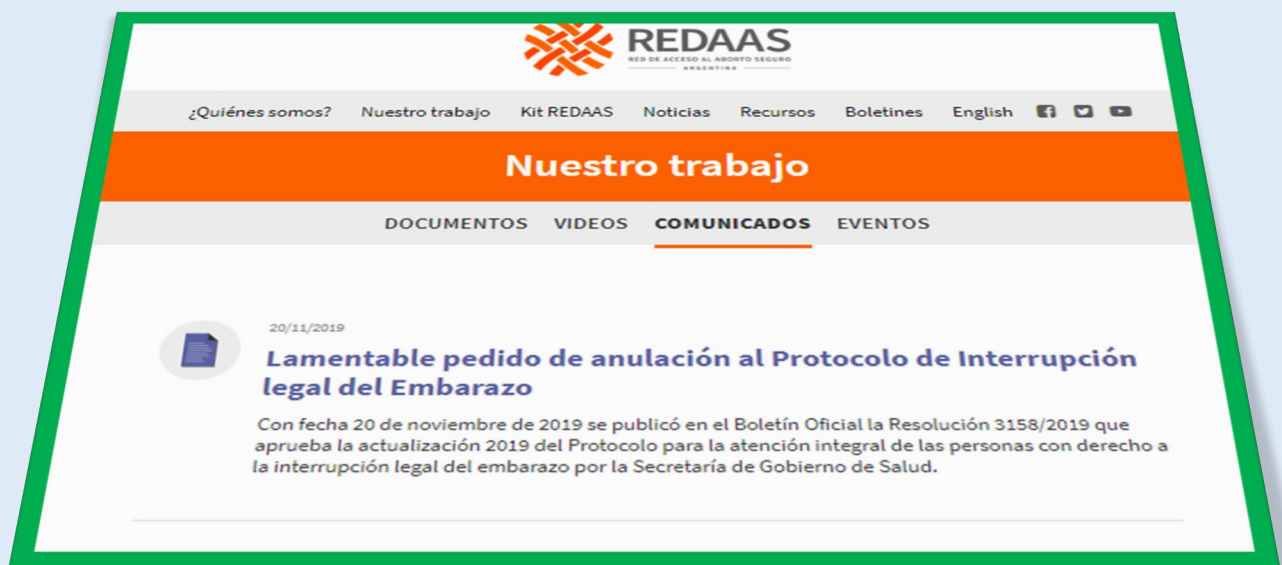 REDAAS
RED DE ACCESO AL ABORTO SEGURO
ARGENTINA
¿Quiénes somos? Nuestro trabajo Kit REDAAS Noticias Recursos Boletines English
Nuestro trabajo
DOCUMENTOS VIDEOS COMUNICADOS EVENTOS
20/11/2019
Lamentable pedido de anulación al Protocolo de Interrupción
legal del Embarazo
Con fecha 20 de noviembre de 2019 se publicó en el Boletín Oficial la Resolución 3158/2019 que
aprueba la actualización 2019 del Protocolo para la atención integral de las personas con derecho a
la interrupción legal del embarazo por la Secretaría de Gobierno de Salud.